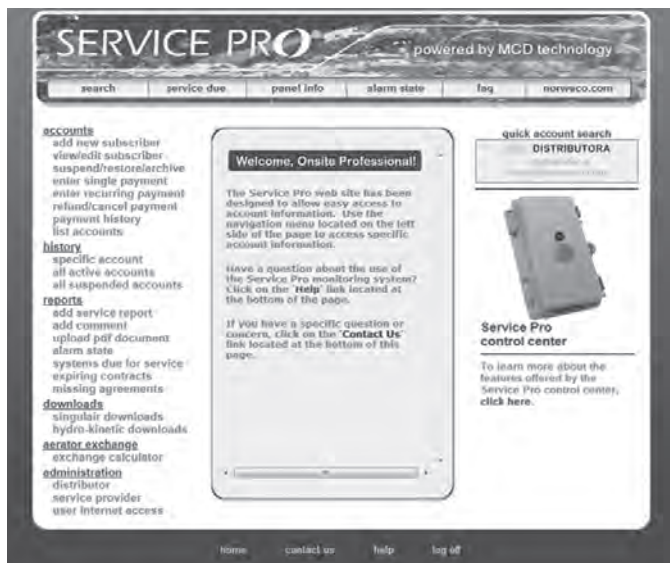 SERVICE PRO
powered by MCD technology
search service due panel info alarm state faq norweco.com
accounts
add new subscriber
view/edit subscriber
suspend/restore/archive
enter single payment
enter recurring payment
refund/cancel payment
payment history
list accounts
history
specific account
all active accounts
all suspended accounts
reports
add service report
add comment
upload pdf document
alarm state
systems due for service
expiring contracts
missing agreements
downloads
singulair downloads
hydro-kinetic downloads
aerator exchange
exchange calculator
administration
distributor
service provider
user internet access
Welcome, Onsite Professional!
The Service Pro web site has been
designed to allow easy access to
account information. Use the
navigation menu located on the left
side of the page to access specific
account information.
Have a question about the use of
the Service Pro monitoring system?
Click on the "Help" link located at
the bottom of the page.
If you have a specific question or
concern, click on the "Contact Us"
link located at the bottom of this
page.
quick account search
DISTRIBUTORA
Service Pro
control center
To learn more about the
features offered by the
Service Pro control center,
click here.
home contact us help log off